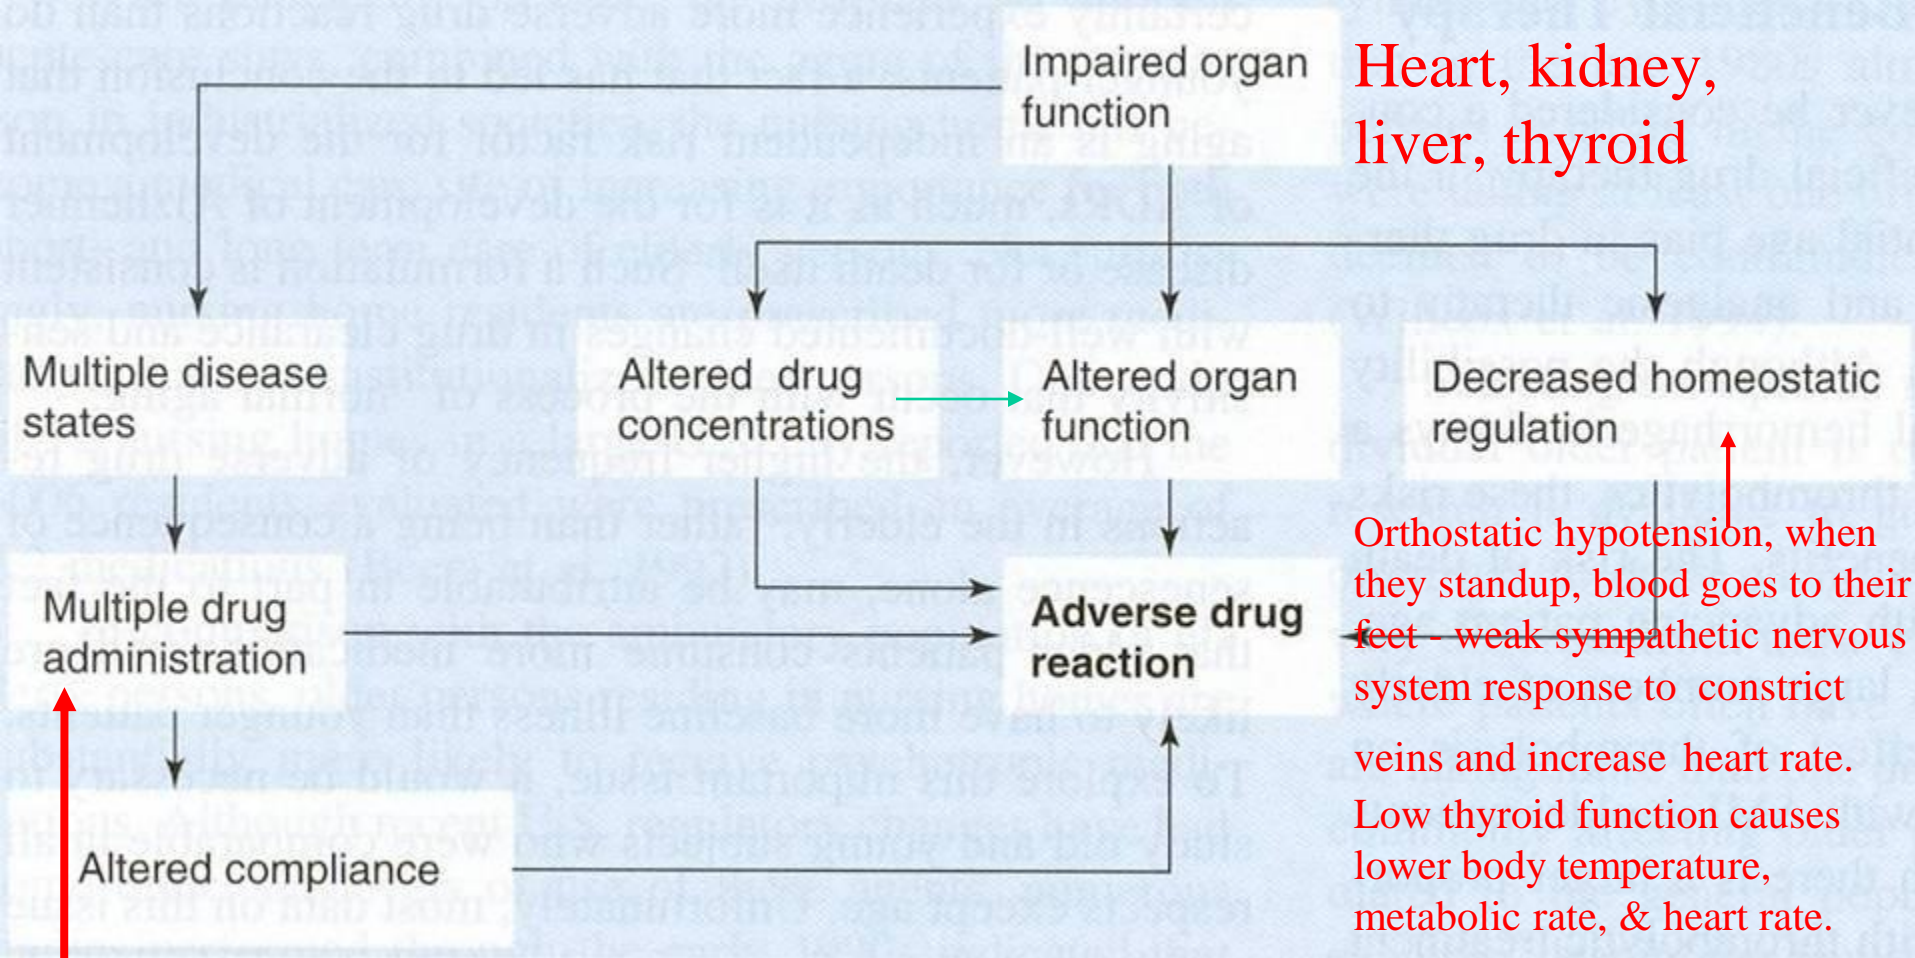 Impaired organ
function
Heart, kidney,
liver, thyroid
Multiple disease
states
Altered drug
concentrations
Altered organ
function
Decreased homeostatic
regulation
Multiple drug
administration
Adverse drug
reaction
Orthostatic hypotension, when
they standup, blood goes to their
feet - weak sympathetic nervous
system response to constrict
veins and increase heart rate.
Low thyroid function causes
lower body temperature,
metabolic rate, & heart rate.
Altered compliance